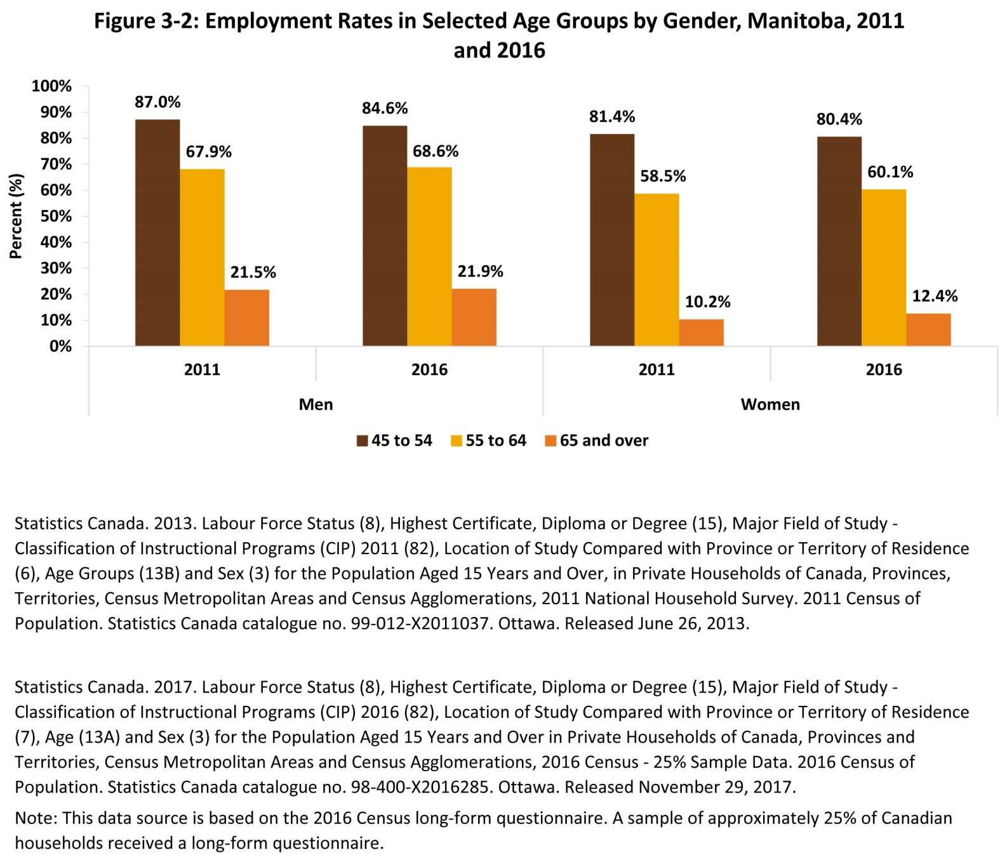 Figure 3-2: Employment Rates in Selected Age Groups by Gender, Manitoba, 2011
and 2016
Percent (%)
100%
90%
80%
70%
60%
50%
40%
30%
20%
10%
0%
87.0%
67.9%
21.5%
84.6%
68.6%
21.9%
81.4%
58.5%
10.2%
80.4%
60.1%
12.4%
2011
2016
2011
2016
Men
Women
45 to 54
55 to 64
65 and over
Statistics Canada. 2013. Labour Force Status (8), Highest Certificate, Diploma or Degree (15), Major Field of Study -
Classification of Instructional Programs (CIP) 2011 (82), Location of Study Compared with Province or Territory of Residence
(6), Age Groups (13B) and Sex (3) for the Population Aged 15 Years and Over, in Private Households of Canada, Provinces,
Territories, Census Metropolitan Areas and Census Agglomerations, 2011 National Household Survey. 2011 Census of
Population. Statistics Canada catalogue no. 99-012-X2011037. Ottawa. Released June 26, 2013.
Statistics Canada. 2017. Labour Force Status (8), Highest Certificate, Diploma or Degree (15), Major Field of Study -
Classification of Instructional Programs (CIP) 2016 (82), Location of Study Compared with Province or Territory of Residence
(7), Age (13A) and Sex (3) for the Population Aged 15 Years and Over in Private Households of Canada, Provinces and
Territories, Census Metropolitan Areas and Census Agglomerations, 2016 Census - 25% Sample Data. 2016 Census of
Population. Statistics Canada catalogue no. 98-400-X2016285. Ottawa. Released November 29, 2017.
Note: This data source is based on the 2016 Census long-form questionnaire. A sample of approximately 25% of Canadian
households received a long-form questionnaire.